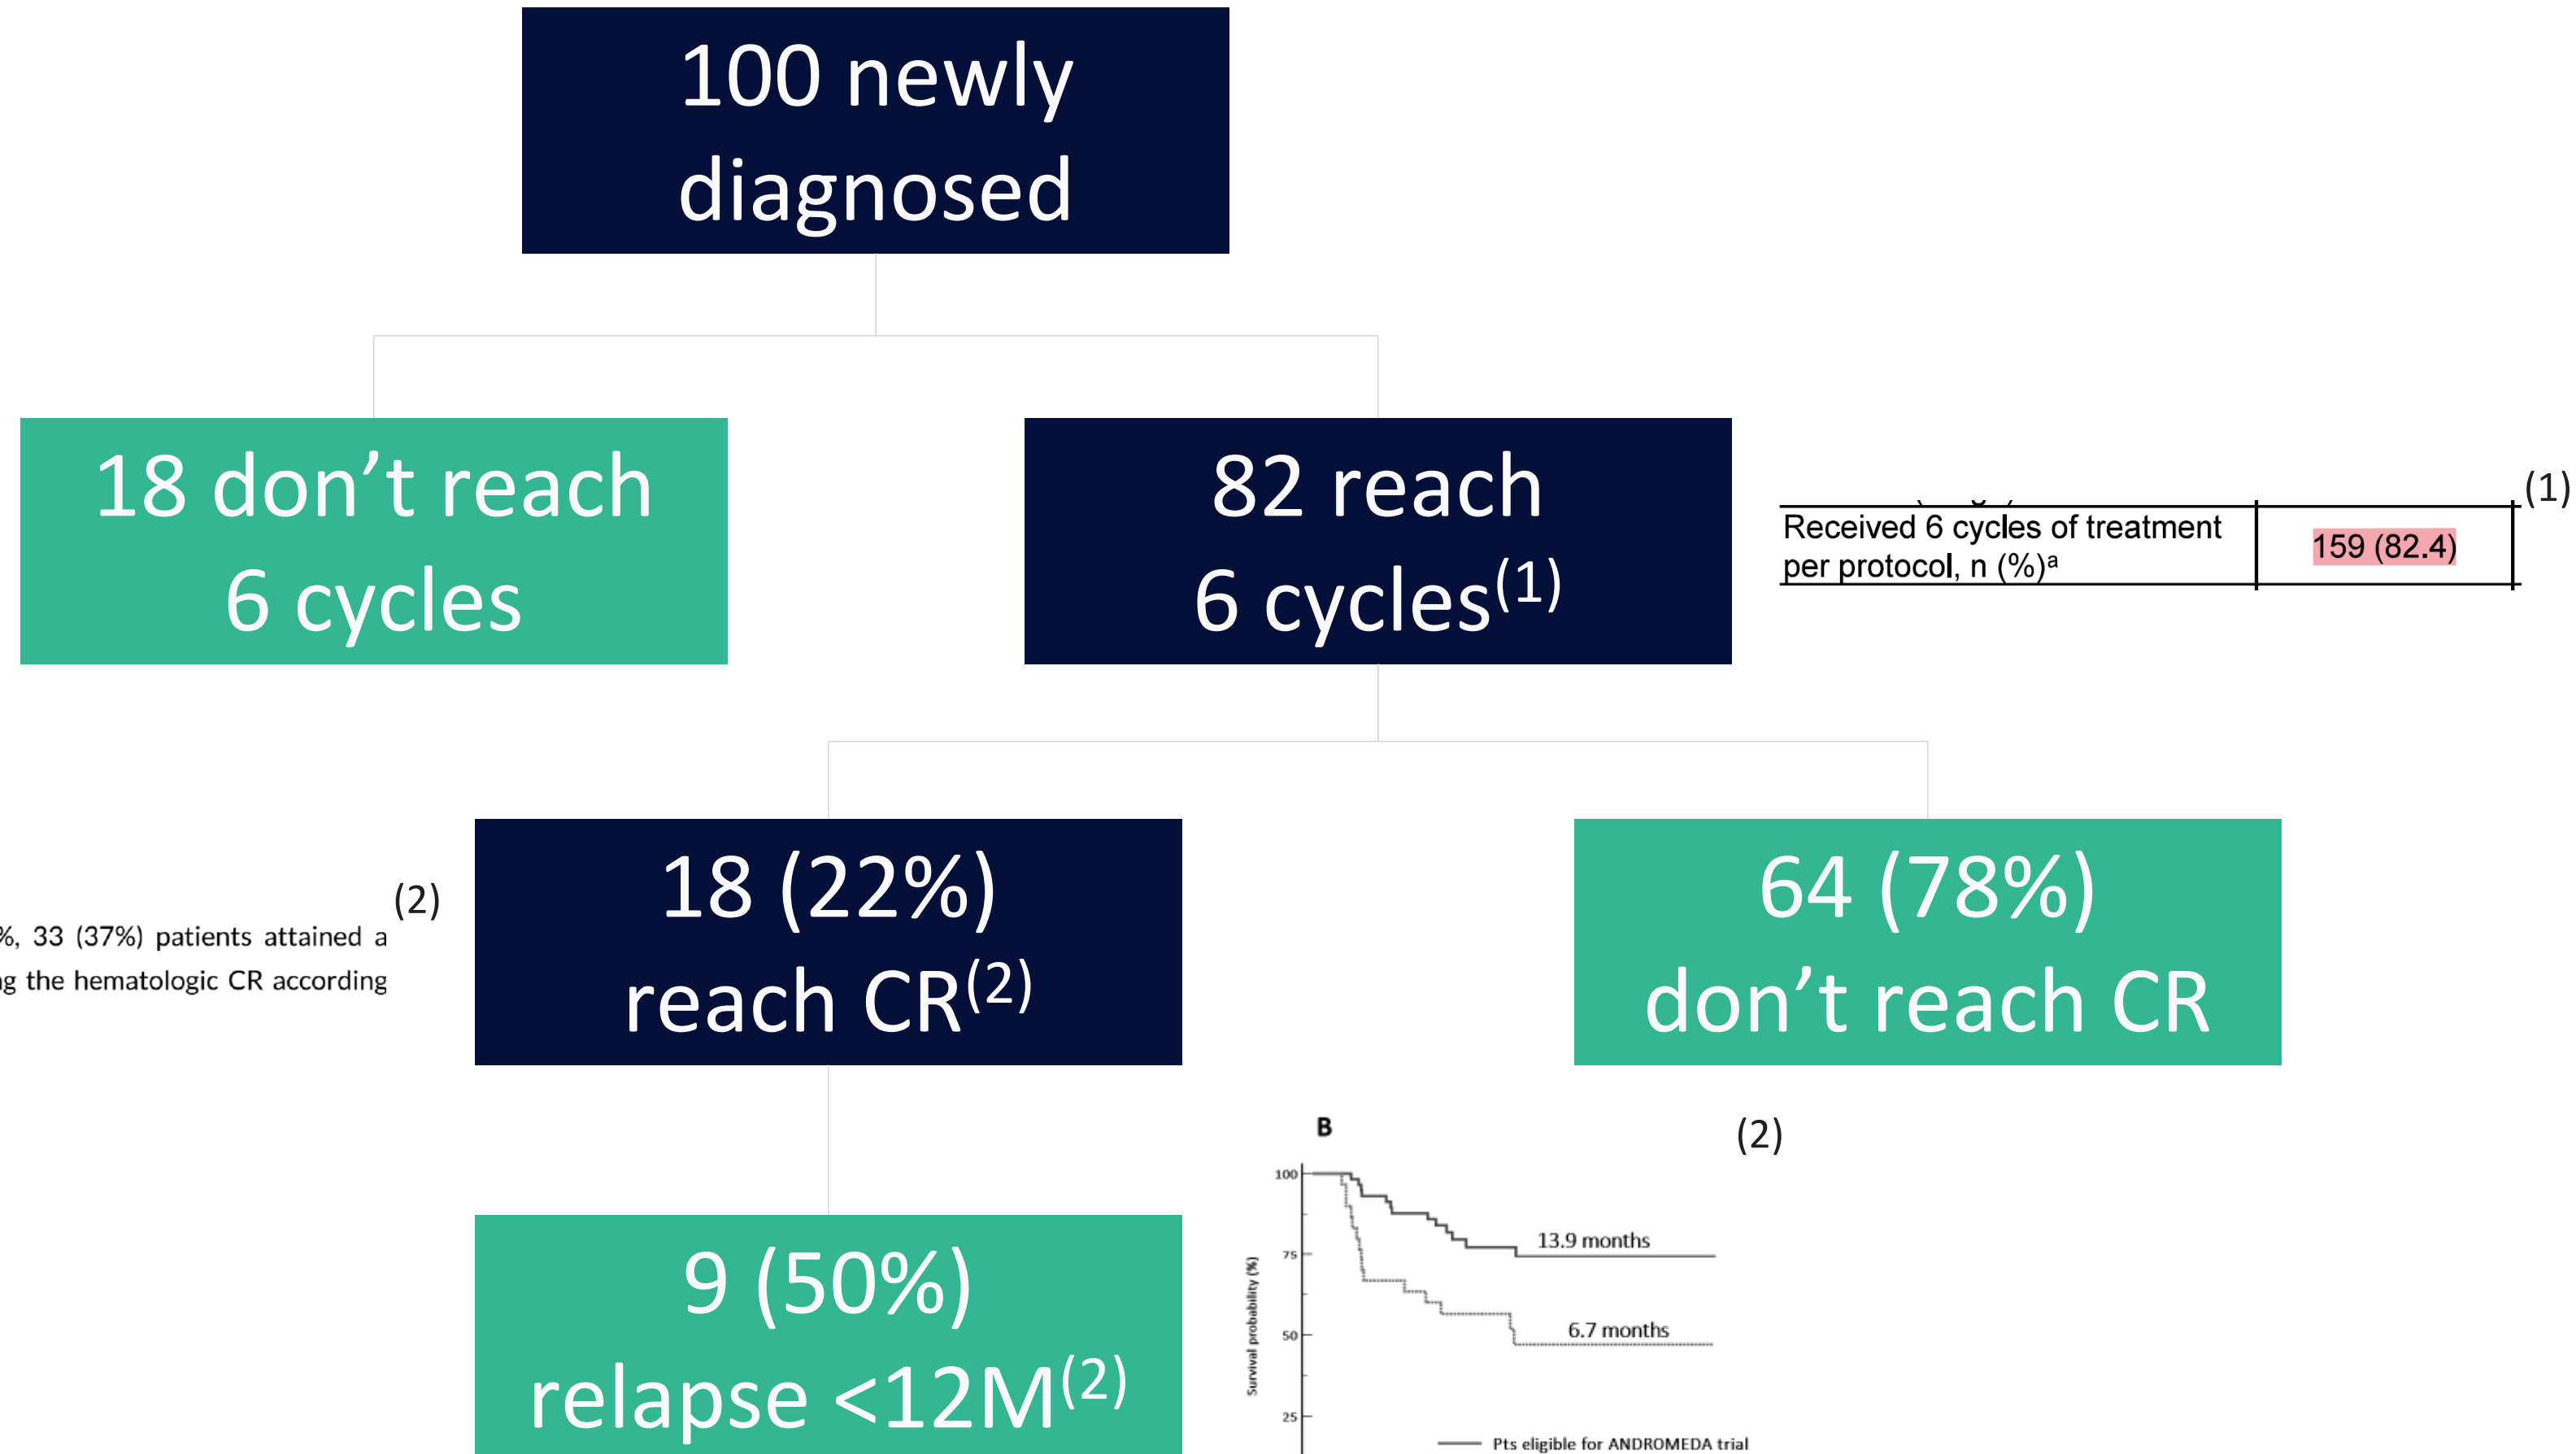 100 newly
diagnosed
18 don’t reach
6 cycles
82 reach
6 cycles(1)
(1)
Received 6 cycles of treatment
per protocol, n (%)a
159 (82.4)
(2)
%, 33 (37%) patients attained a
g the hematologic CR according
18 (22%)
reach CR(2)
64 (78%)
don’t reach CR
9 (50%)
relapse <12M(2)
(2)
B
100
75
50
25
Survival probability (%)
13.9 months
6.7 months
Pts eligible for ANDROMEDA trial